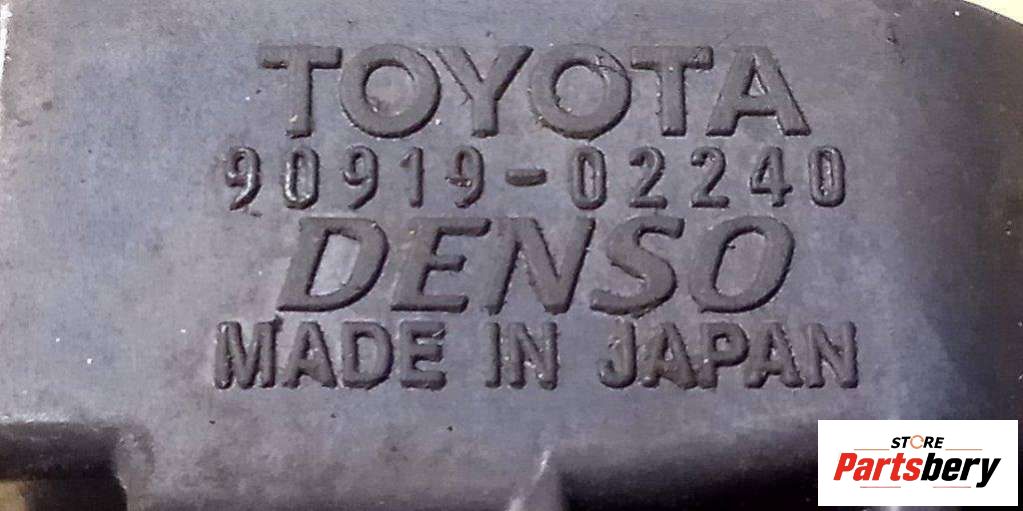 TOYOTA
90919-02240
DENSO
MADE IN JAPAN
STORE
Partsbery